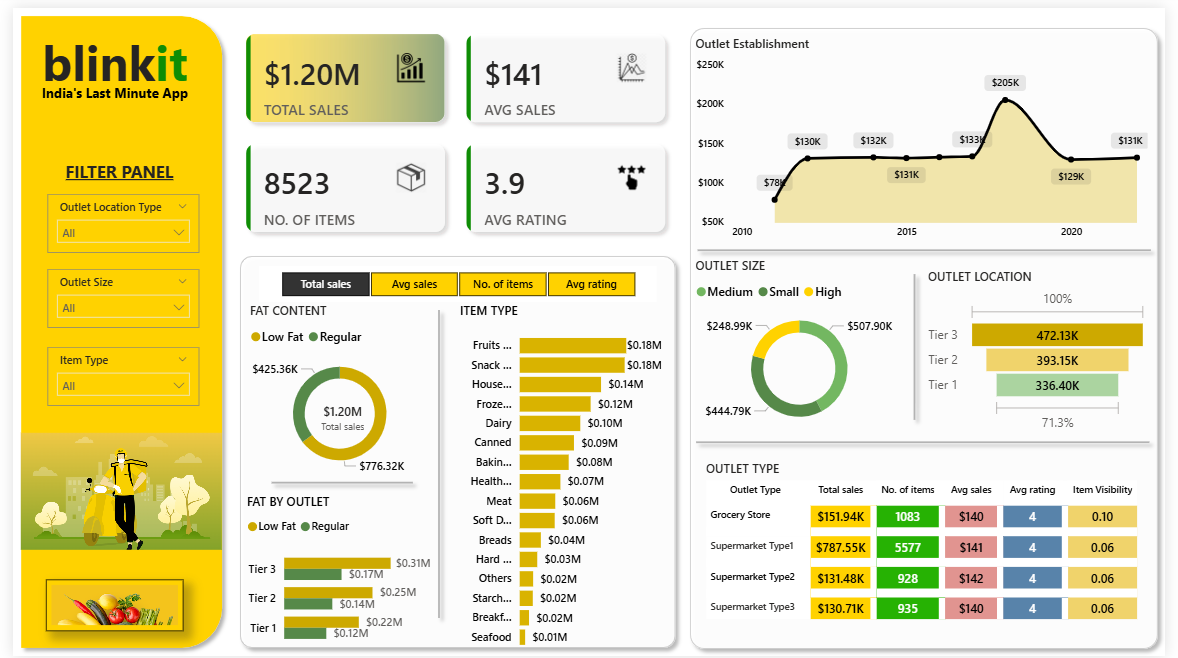 blinkit
India's Last Minute App
FILTER PANEL
Outlet Location Type
All
Outlet Size
All
Item Type
All
$1.20M
TOTAL SALES
$141
AVG SALES
8523
NO. OF ITEMS
3.9
AVG RATING
Total sales
Avg sales
No. of items
Avg rating
FAT CONTENT
Low Fat Regular
$425.36K
$1.20M
Total sales
$776.32K
FAT BY OUTLET
Low Fat Regular
Tier 3 $0.31M
$0.17M
Tier 2 $0.25M
$0.14M
Tier 1 $0.22M
$0.12M
ITEM TYPE
Fruits ... $0.18M
Snack ... $0.18M
House... $0.14M
Froze... $0.12M
Dairy $0.10M
Canned $0.09M
Bakin... $0.08M
Health... $0.07M
Meat $0.06M
Soft D... $0.06M
Breads $0.04M
Hard ... $0.03M
Others $0.02M
Starch... $0.02M
Breakf... $0.02M
Seafood $0.01M
Outlet Establishment
$250K
$200K
$150K
$100K
$50K
$78K
$130K
$132K
$131K
$133K
$205K
$129K
$131K
2010 2015 2020
OUTLET SIZE
Medium Small High
$248.99K
$507.90K
$444.79K
OUTLET LOCATION
100%
Tier 3 472.13K
Tier 2 393.15K
Tier 1 336.40K
71.3%
OUTLET TYPE
Outlet Type Total sales No. of items Avg sales Avg rating Item Visibility
Grocery Store $151.94K 1083 $140 4 0.10
Supermarket Type1 $787.55K 5577 $141 4 0.06
Supermarket Type2 $131.48K 928 $142 4 0.06
Supermarket Type3 $130.71K 935 $140 4 0.06